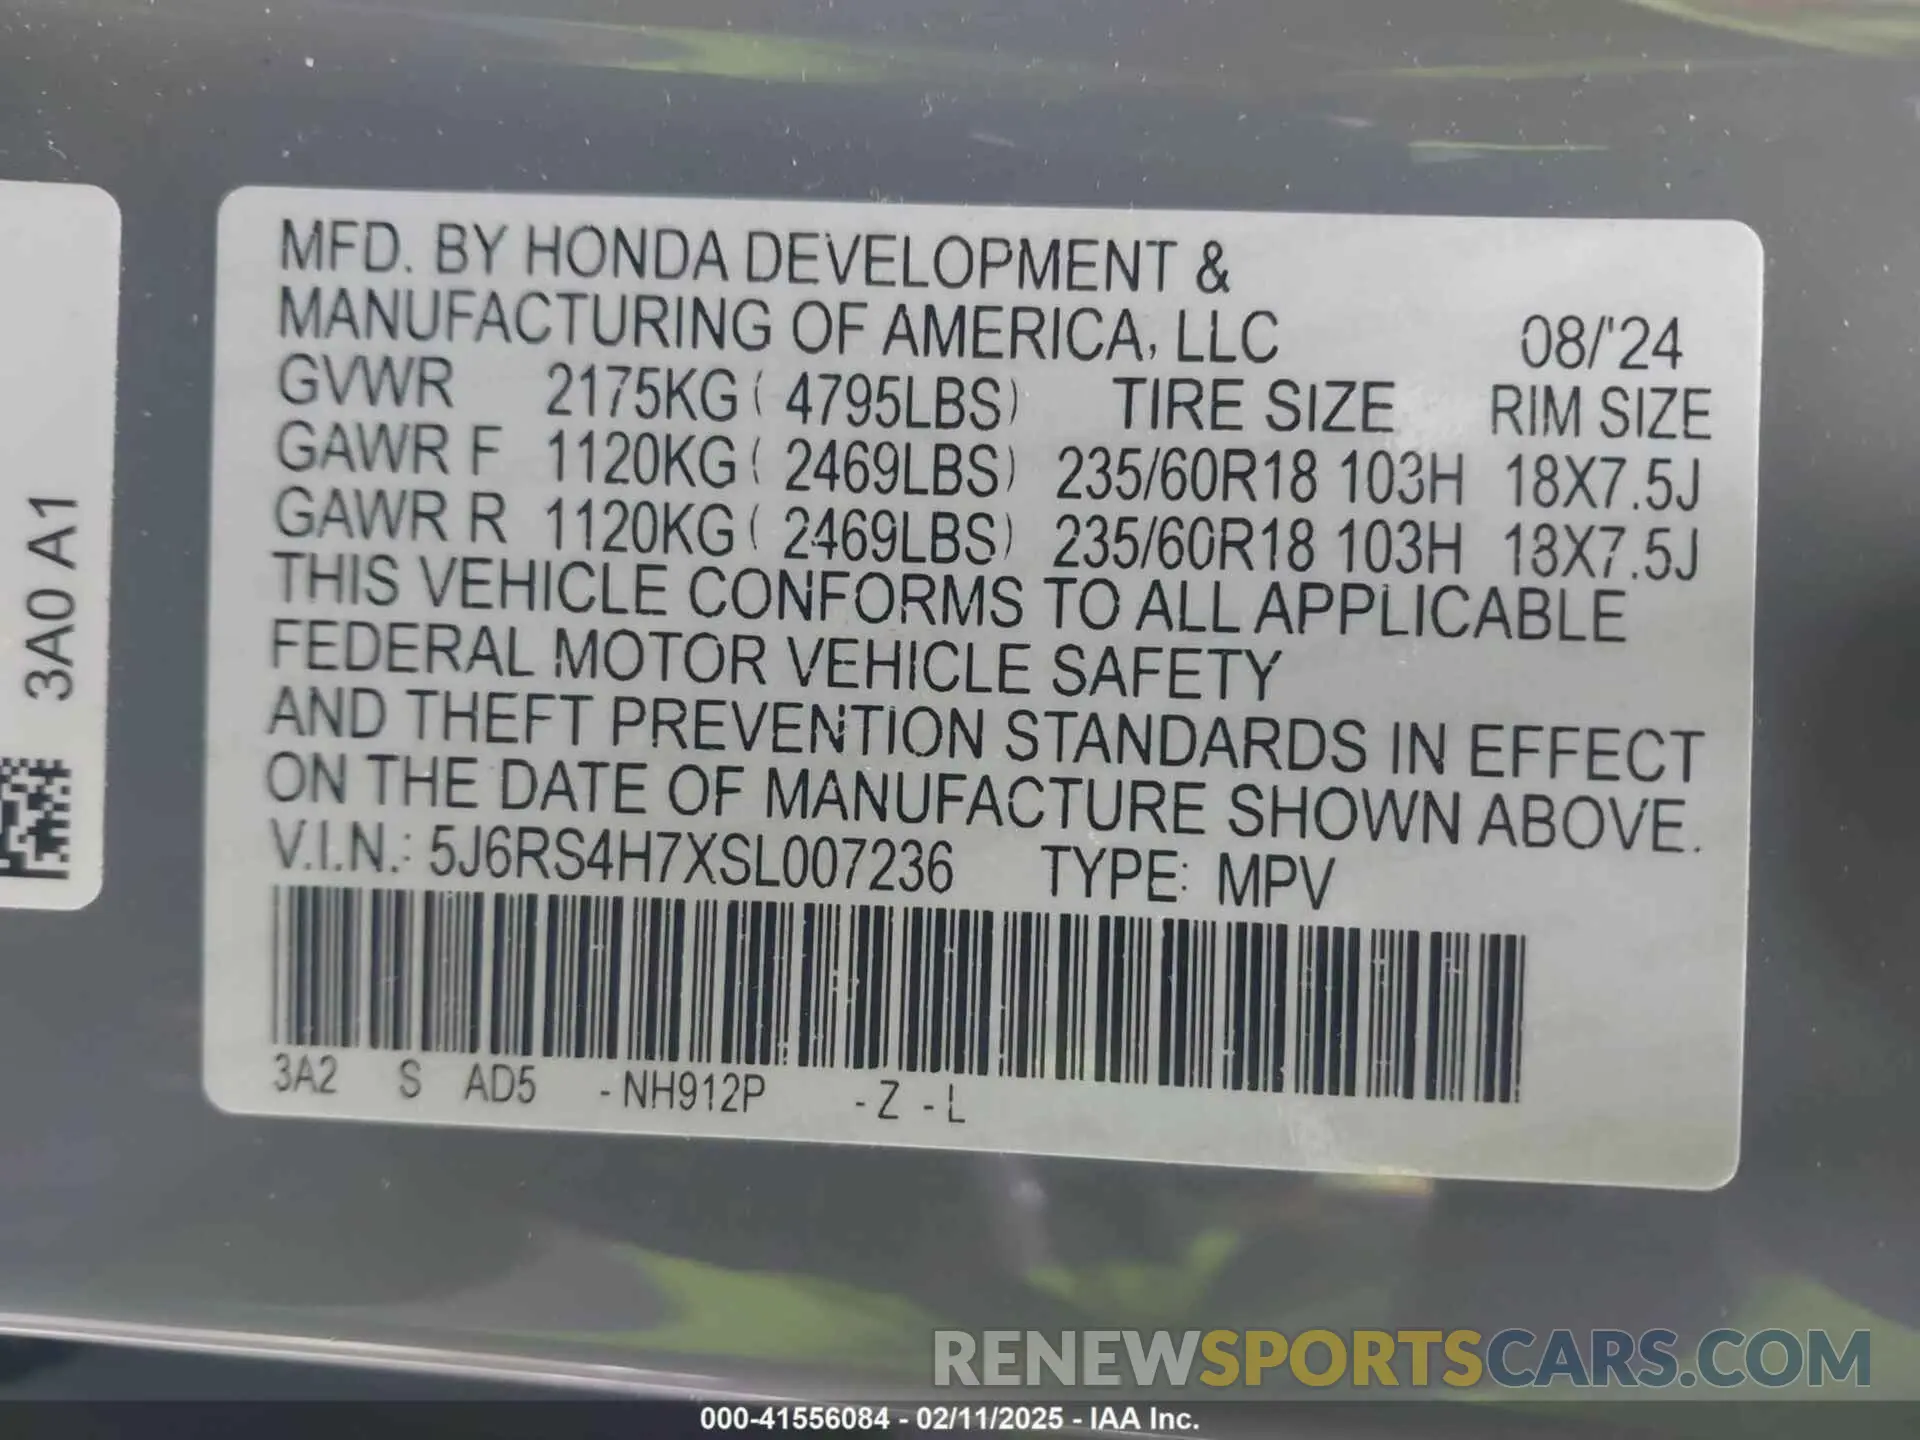 MFD. BY HONDA DEVELOPMENT &
MANUFACTURING OF AMERICA, LLC 08/'24
GVWR 2175KG ( 4795LBS) TIRE SIZE RIM SIZE
GAWR F 1120KG ( 2469LBS) 235/60R18 103H 18X7.5J
GAWR R 1120KG ( 2469LBS) 235/60R18 103H 18X7.5J
THIS VEHICLE CONFORMS TO ALL APPLICABLE
FEDERAL MOTOR VEHICLE SAFETY
AND THEFT PREVENTION STANDARDS IN EFFECT
ON THE DATE OF MANUFACTURE SHOWN ABOVE.
V.I.N.: 5J6RS4H7XSL007236 TYPE: MPV
3A2 S AD5 -NH912P -Z -L
3A0 A1
RENEWSPORTSCARS.COM
000-41556084 - 02/11/2025 - IAA Inc.